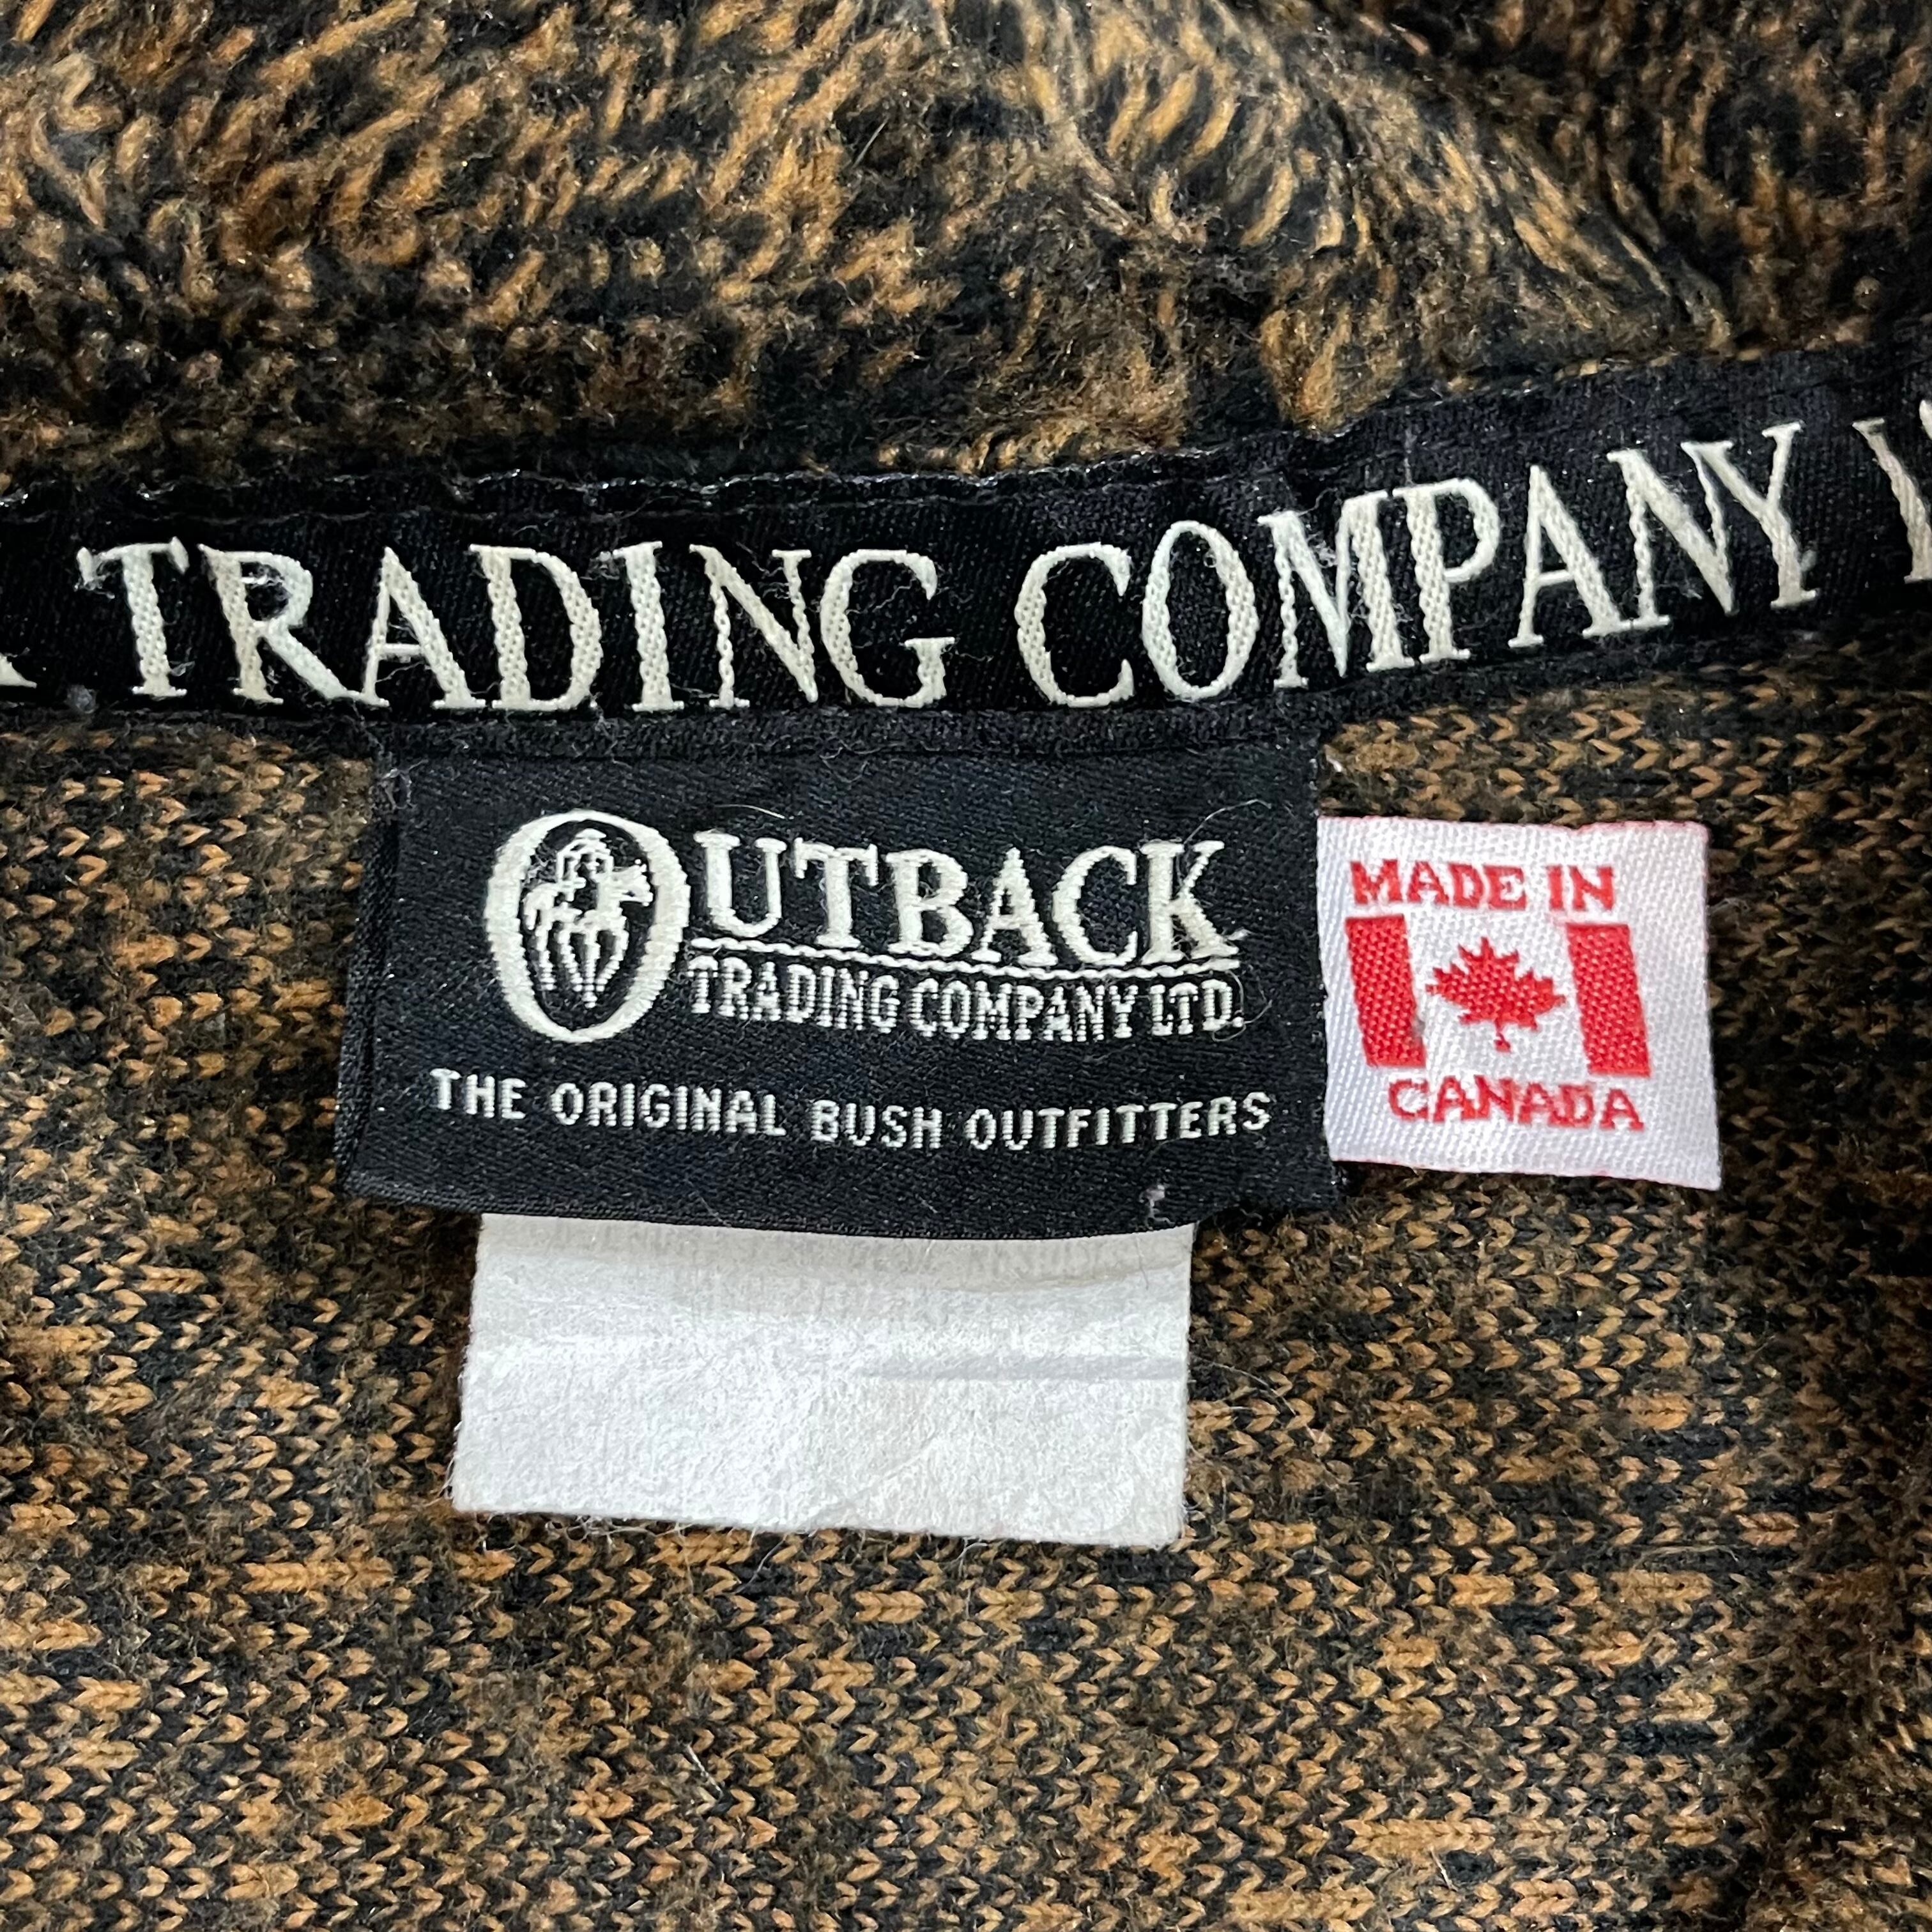 TRADING COMPANY
OUTBACK
TRADING COMPANY LTD.
THE ORIGINAL BUSH OUTFITTERS
MADE IN
CANADA